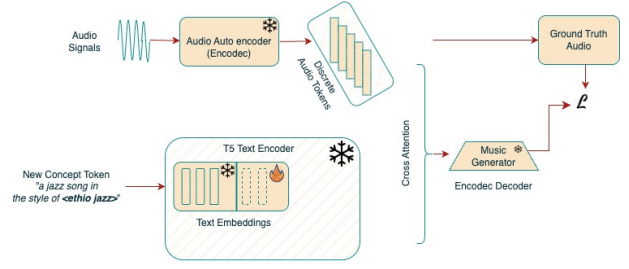 Audio
Signals
Audio Auto encoder
(Encodec)
Discrete
Audio Tokens
Ground Truth
Audio
ℒ
Cross Attention
Music
Generator
Encodec Decoder
T5 Text Encoder
Text Embeddings
New Concept Token
"a jazz song in
the style of <ethio jazz>"